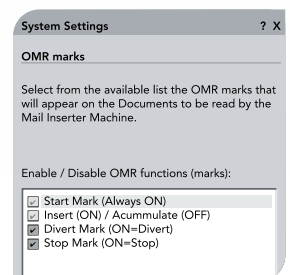 System Settings ? X
OMR marks
Select from the available list the OMR marks that
will appear on the Documents to be read by the
Mail Inserter Machine.
Enable / Disable OMR functions (marks):
Start Mark (Always ON)
Insert (ON) / Acummulate (OFF)
Divert Mark (ON=Divert)
Stop Mark (ON=Stop)